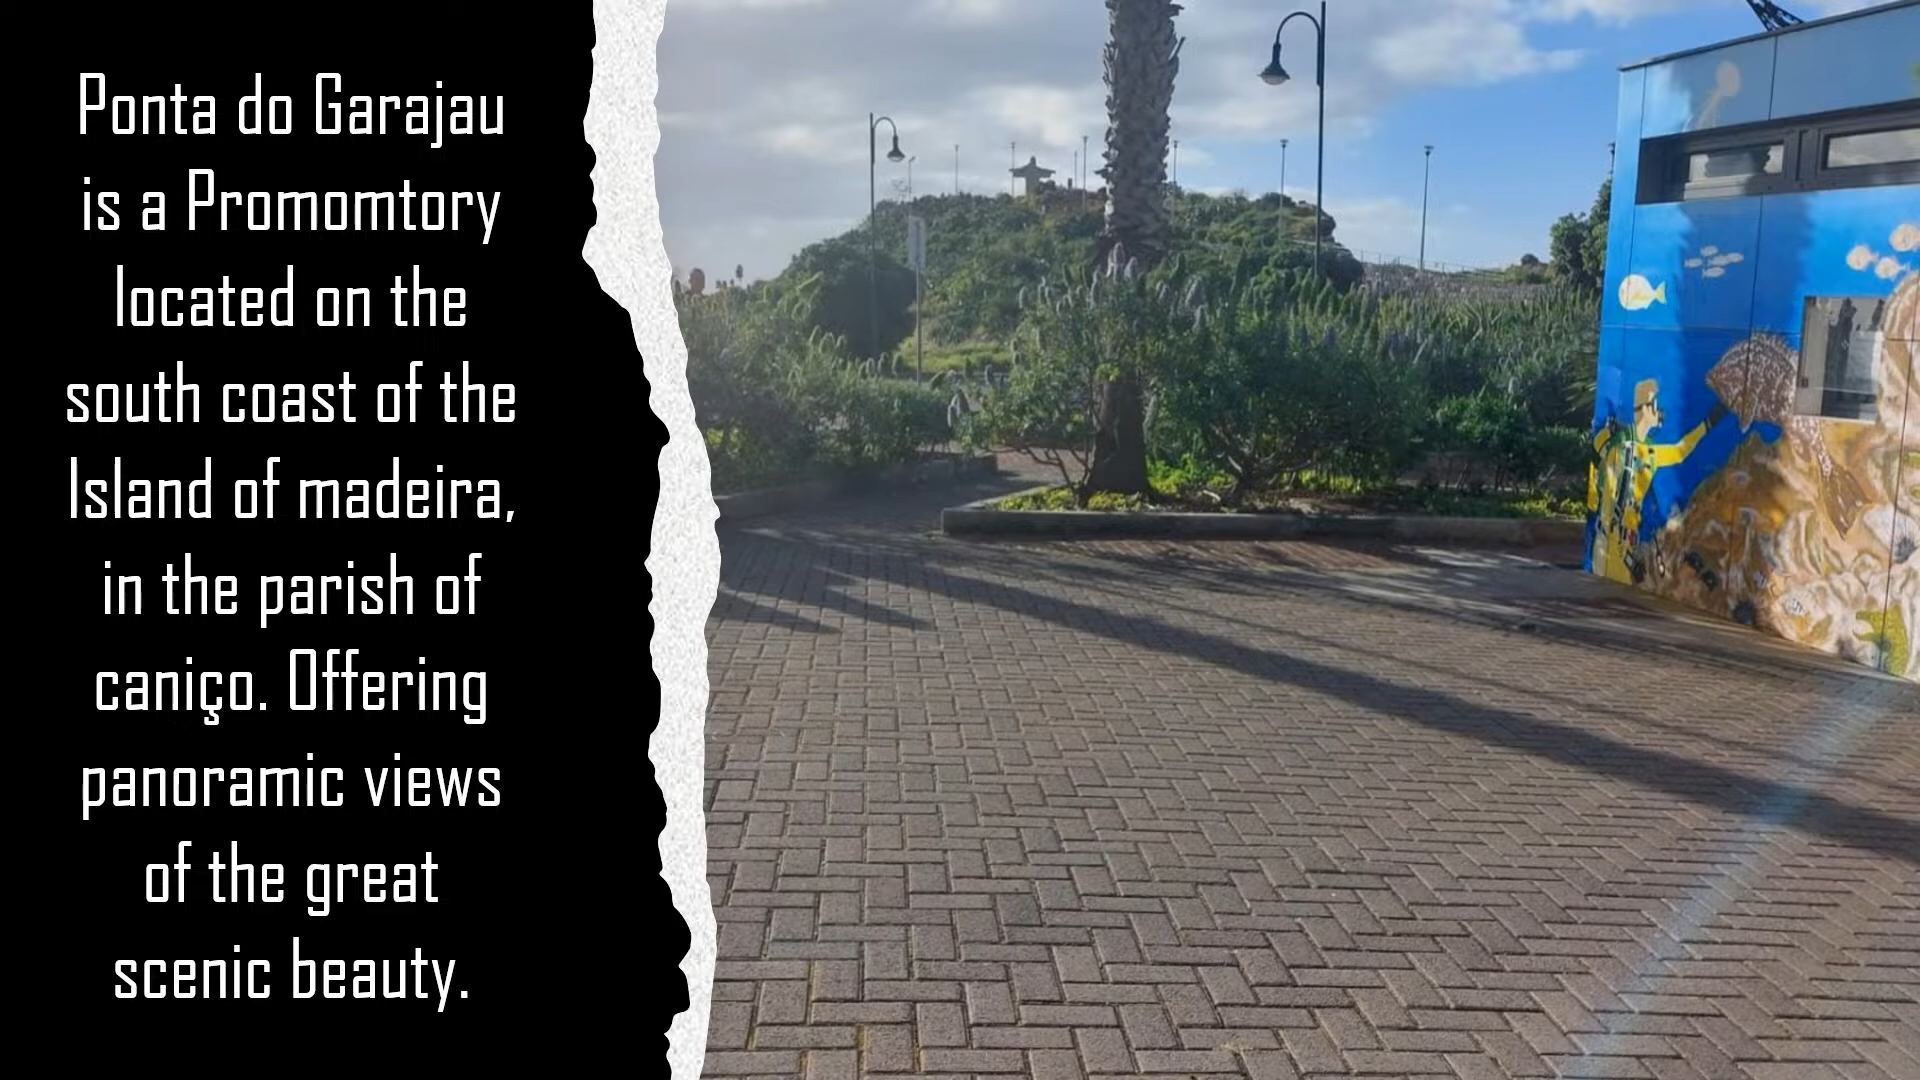 Ponta do Garajau
is a Promomtory
located on the
south coast of the
Island of madeira,
in the parish of
caniço. Offering
panoramic views
of the great
scenic beauty.